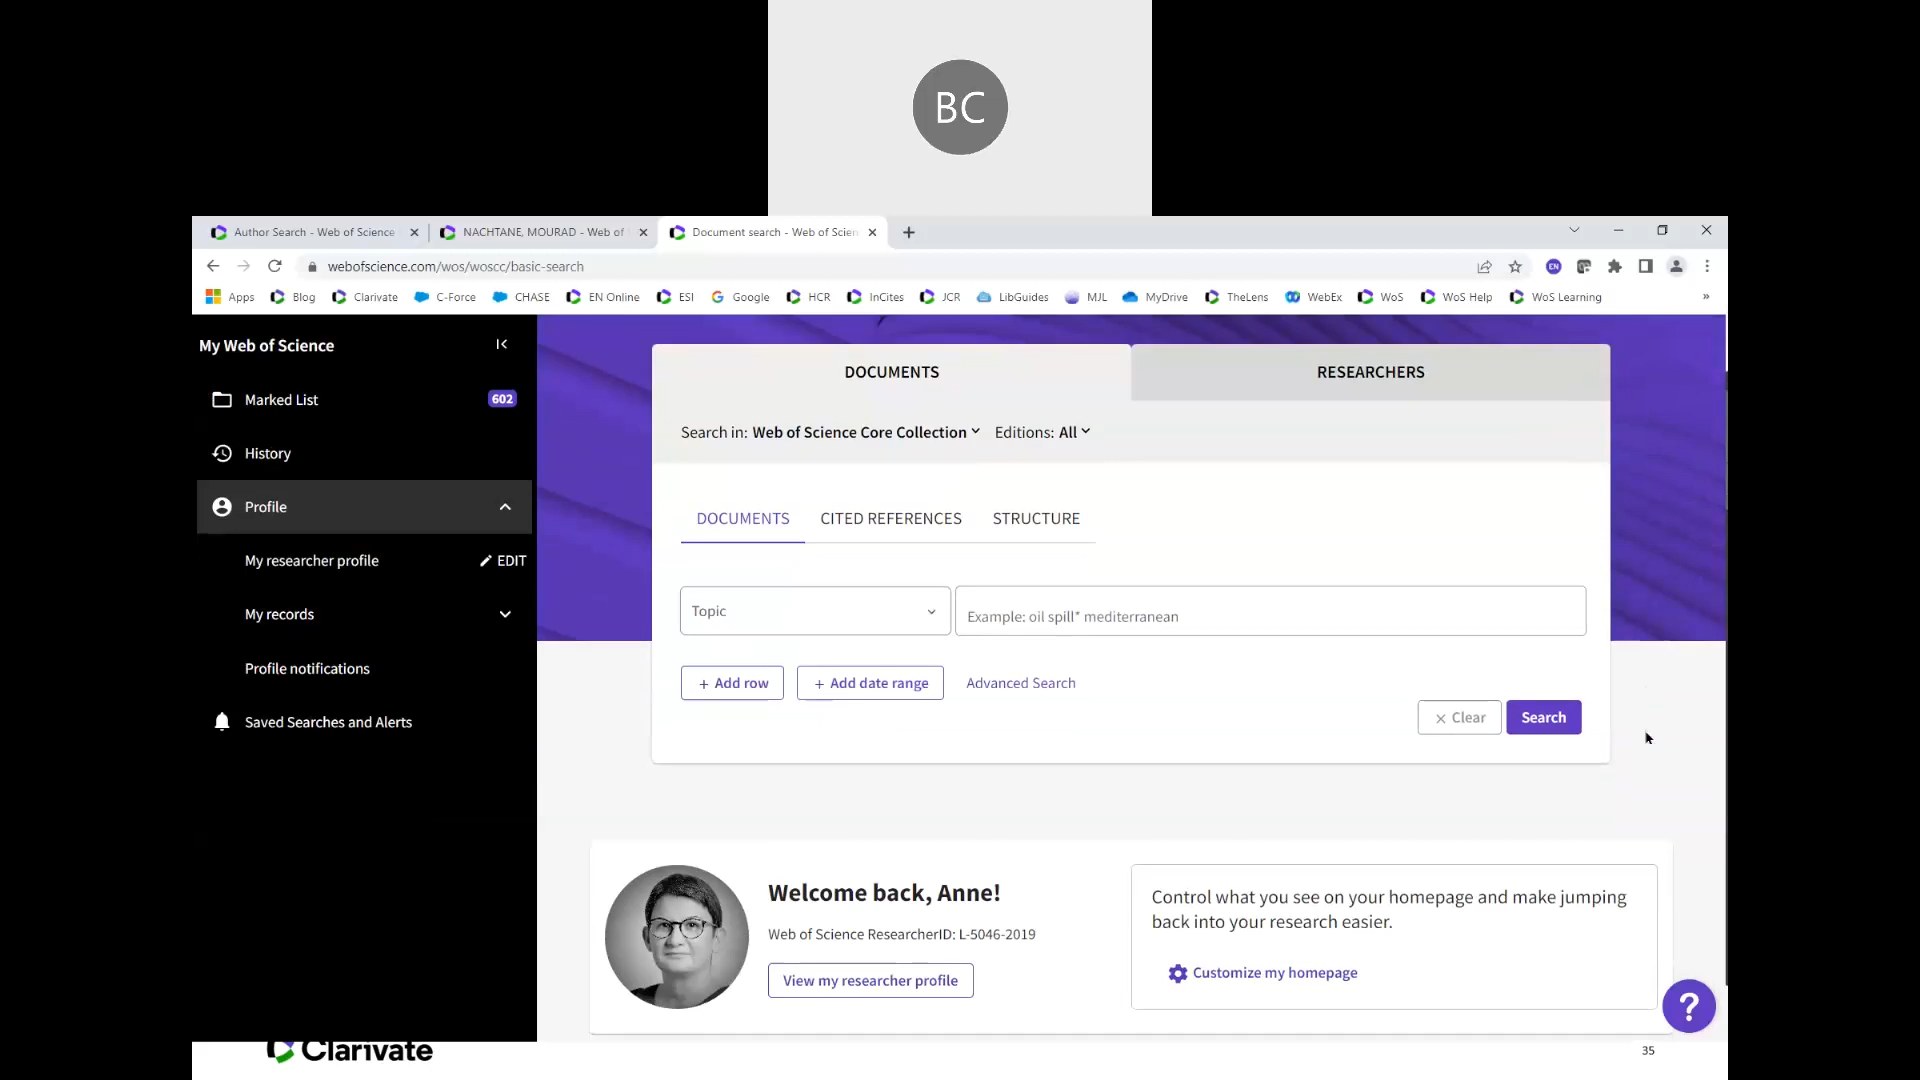 BC
Author Search - Web of Science
NACHTANE, MOURAD - Web of
Document search - Web of Scien
webofscience.com/wos/woscc/basic-search
EN
Apps Blog Clarivate C-Force CHASE EN Online ESI Google HCR InCites JCR LibGuides MJL MyDrive TheLens WebEx WoS WoS Help WoS Learning »
My Web of Science
Marked List 602
History
Profile
My researcher profile EDIT
My records
Profile notifications
Saved Searches and Alerts
DOCUMENTS RESEARCHERS
Search in: Web of Science Core Collection Editions: All
DOCUMENTS CITED REFERENCES STRUCTURE
Topic Example: oil spill* mediterranean
+ Add row + Add date range Advanced Search
× Clear Search
Welcome back, Anne!
Web of Science ResearcherID: L-5046-2019
View my researcher profile
Control what you see on your homepage and make jumping
back into your research easier.
Customize my homepage
?
Clarivate
35